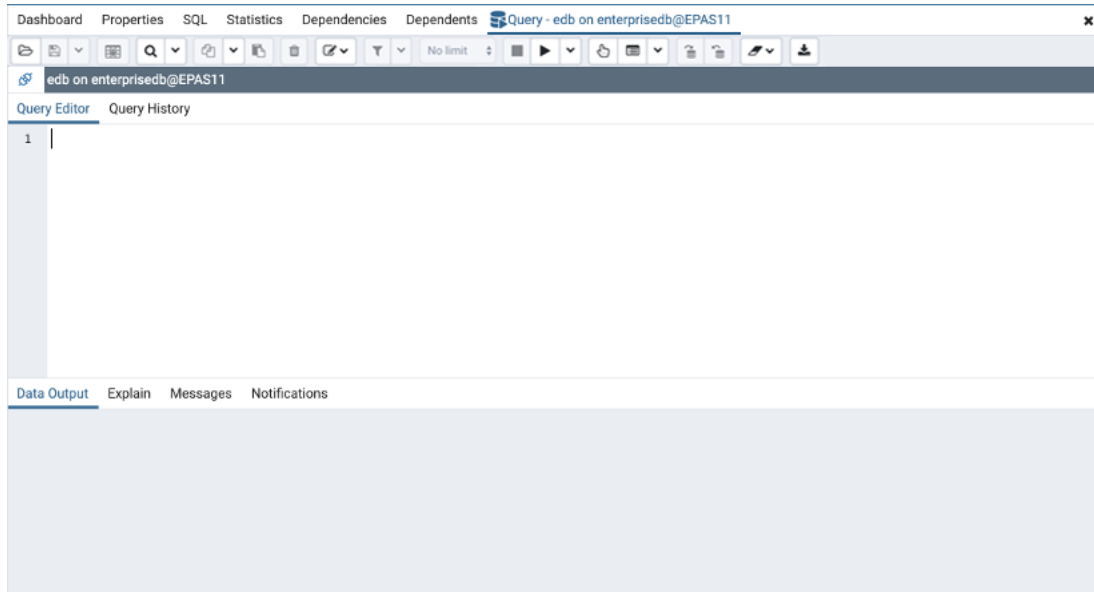 Dashboard Properties SQL Statistics Dependencies Dependents Query - edb on enterprisedb@EPAS11
No limit
edb on enterprisedb@EPAS11
Query Editor Query History
1
Data Output Explain Messages Notifications